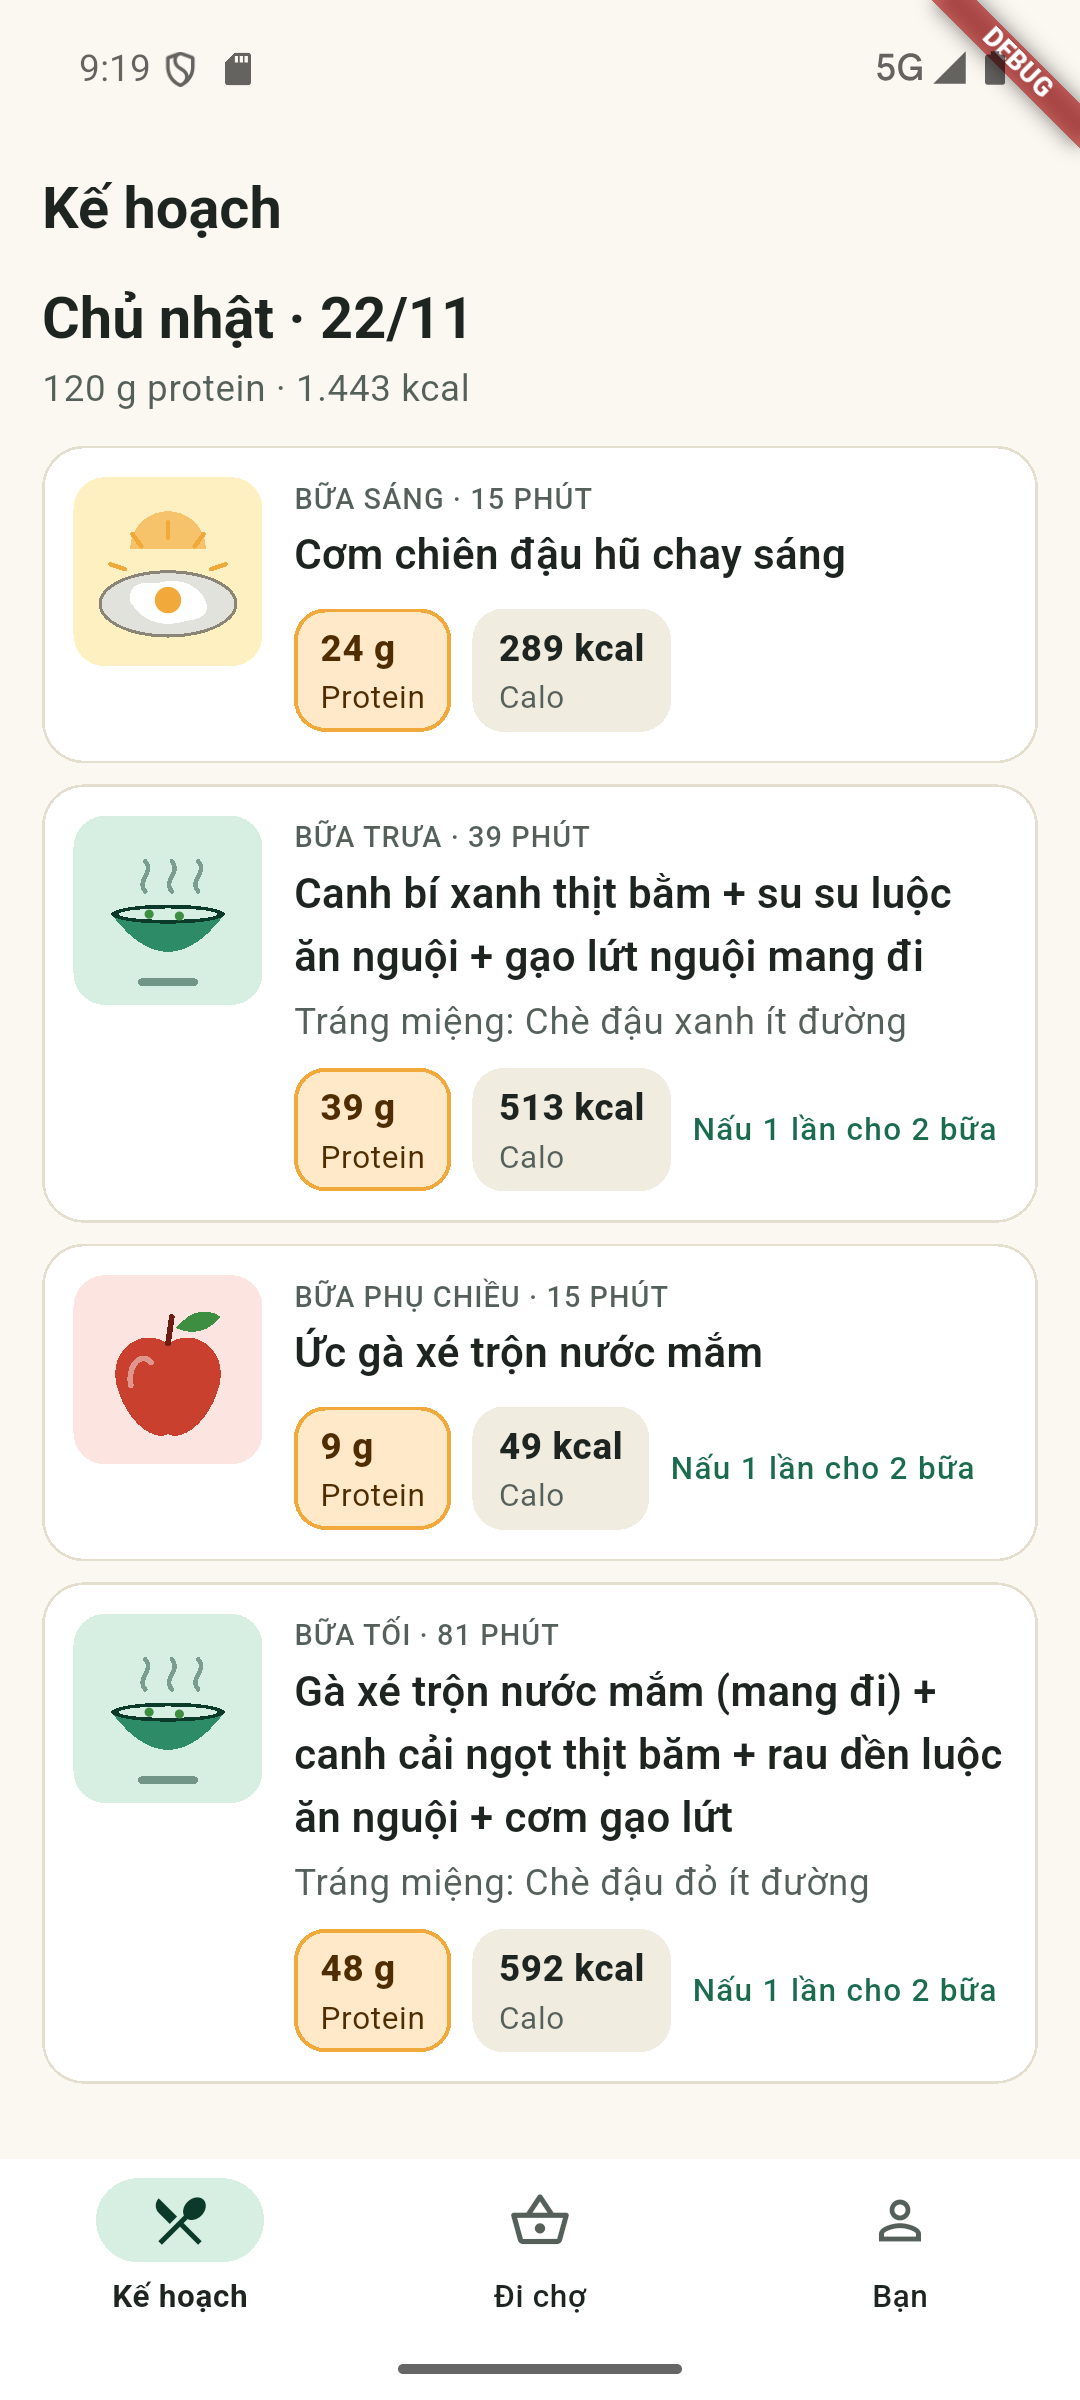 9:19
5G
DEBUG
Kế hoạch
Chủ nhật · 22/11
120 g protein · 1.443 kcal
BỮA SÁNG · 15 PHÚT
Cơm chiên đậu hũ chay sáng
24 g
Protein
289 kcal
Calo
BỮA TRƯA · 39 PHÚT
Canh bí xanh thịt bằm + su su luộc
ăn nguội + gạo lứt nguội mang đi
Tráng miệng: Chè đậu xanh ít đường
39 g
Protein
513 kcal
Calo
Nấu 1 lần cho 2 bữa
BỮA PHỤ CHIỀU · 15 PHÚT
Ức gà xé trộn nước mắm
9 g
Protein
49 kcal
Calo
Nấu 1 lần cho 2 bữa
BỮA TỐI · 81 PHÚT
Gà xé trộn nước mắm (mang đi) +
canh cải ngọt thịt băm + rau dền luộc
ăn nguội + cơm gạo lứt
Tráng miệng: Chè đậu đỏ ít đường
48 g
Protein
592 kcal
Calo
Nấu 1 lần cho 2 bữa
Kế hoạch
Đi chợ
Bạn